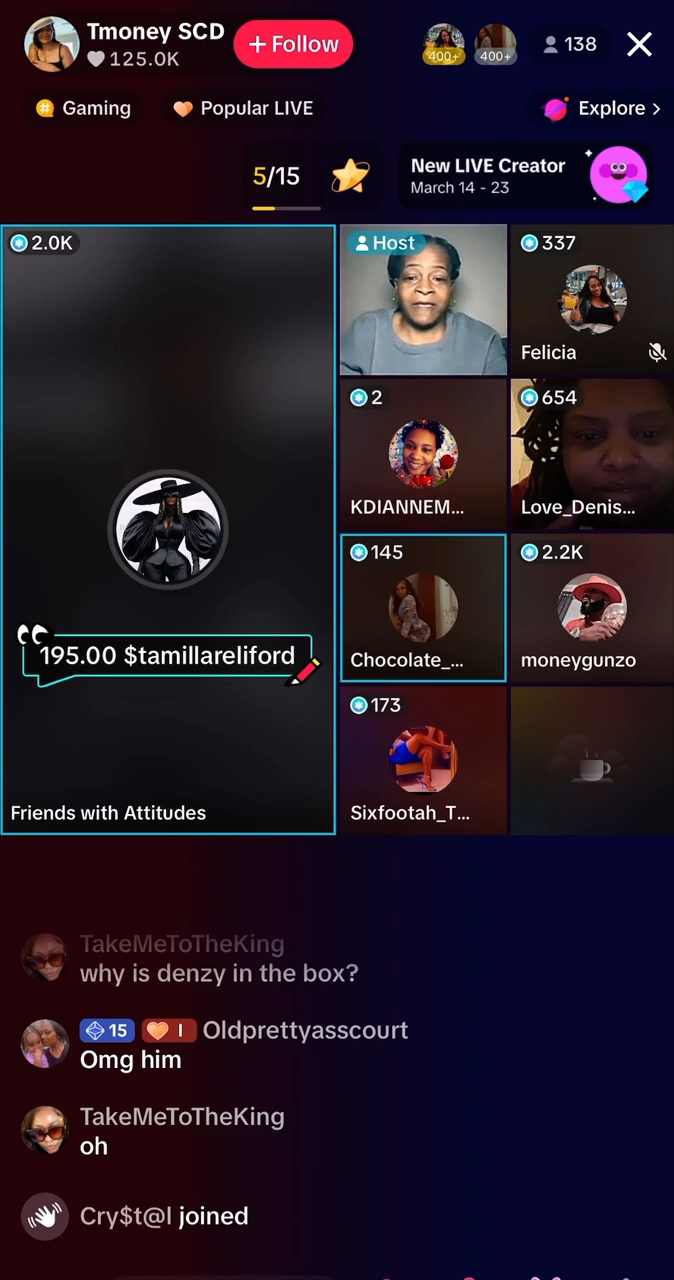 Tmoney SCD
125.0K
+ Follow
400+
400+
138
Gaming
Popular LIVE
Explore >
5/15
New LIVE Creator
March 14 - 23
2.0K
Host
337
Felicia
2
KDIANNEM...
654
Love_Denis...
195.00 $tamillareliford
145
Chocolate_...
2.2K
moneygunzo
Friends with Attitudes
173
Sixfootah_T...
TakeMeToTheKing
why is denzy in the box?
15 I Oldprettyasscourt
Omg him
TakeMeToTheKing
oh
Cry$t@l joined